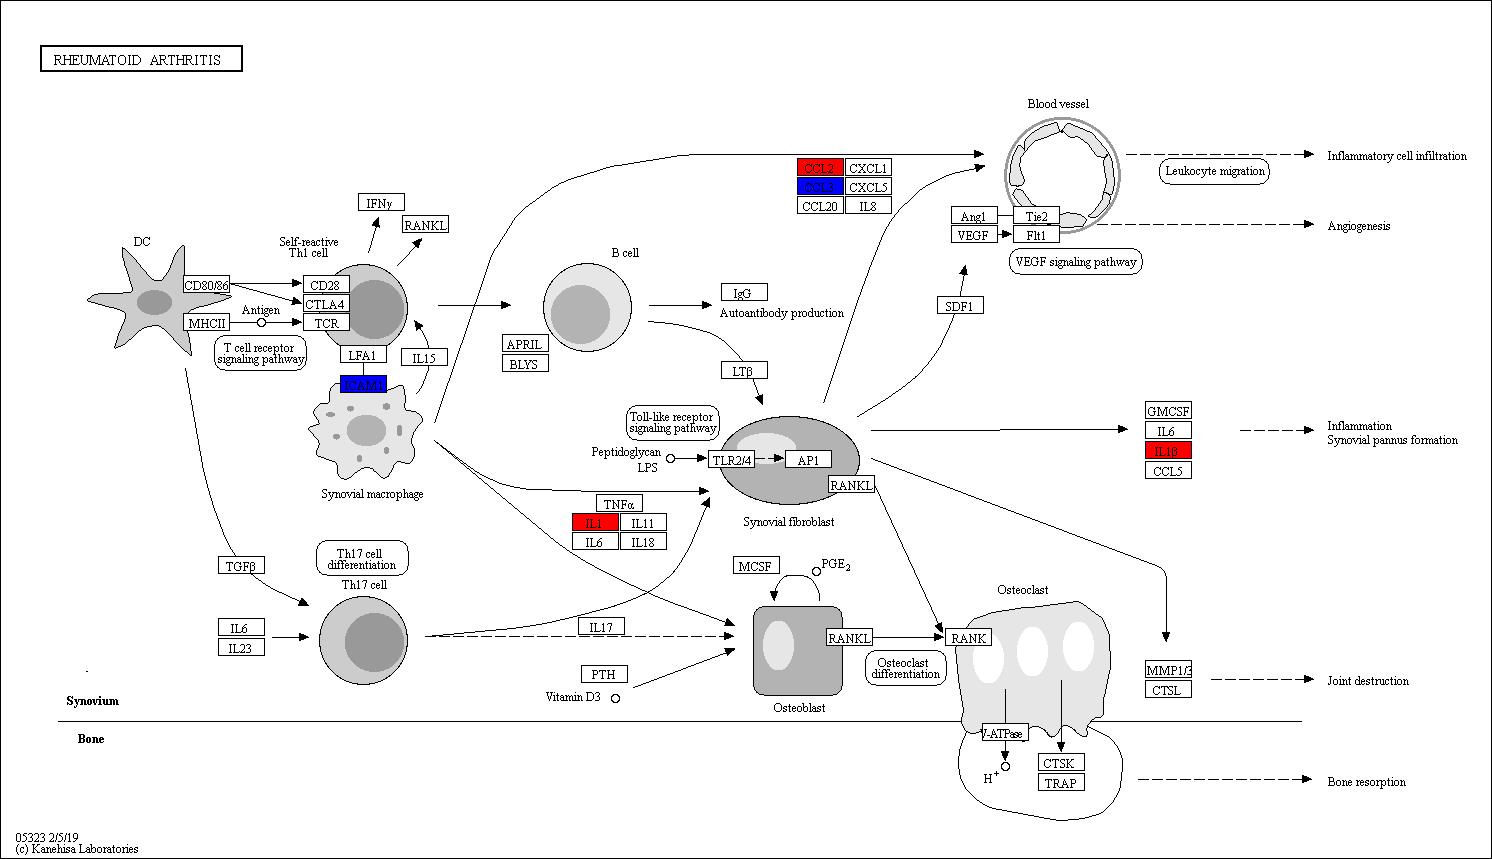 RHEUMATOID ARTHRITIS
Blood vessel
Inflammatory cell infiltration
Leukocyte migration
CCL2
CXCL1
CCL3
CXCL5
CCL20
IL8
Ang1
Tie2
VEGF
Flt1
Angiogenesis
VEGF signaling pathway
IFNγ
RANKL
DC
Self-reactive
Th1 cell
B cell
CD80/86
CD28
CTLA4
Antigen
MHCII
TCR
T cell receptor
signaling pathway
LFA1
IL15
ICAM1
IgG
Autoantibody production
SDF1
APRIL
BLYS
LTβ
Toll-like receptor
signaling pathway
Peptidoglycan
LPS
TLR2/4
AP1
RANKL
GMCSF
IL6
IL1β
CCL5
Inflammation
Synovial pannus formation
Synovial macrophage
TNFα
IL1
IL11
IL6
IL18
Synovial fibroblast
Th17 cell
differentiation
Th17 cell
TGFβ
MCSF
PGE2
Osteoclast
IL6
IL23
IL17
RANKL
RANK
Osteoclast
differentiation
PTH
Vitamin D3
Osteoblast
MMP1/3
CTSL
Joint destruction
Synovium
Bone
V-ATPase
H+
CTSK
TRAP
Bone resorption
05323 2/5/19
(c) Kanehisa Laboratories